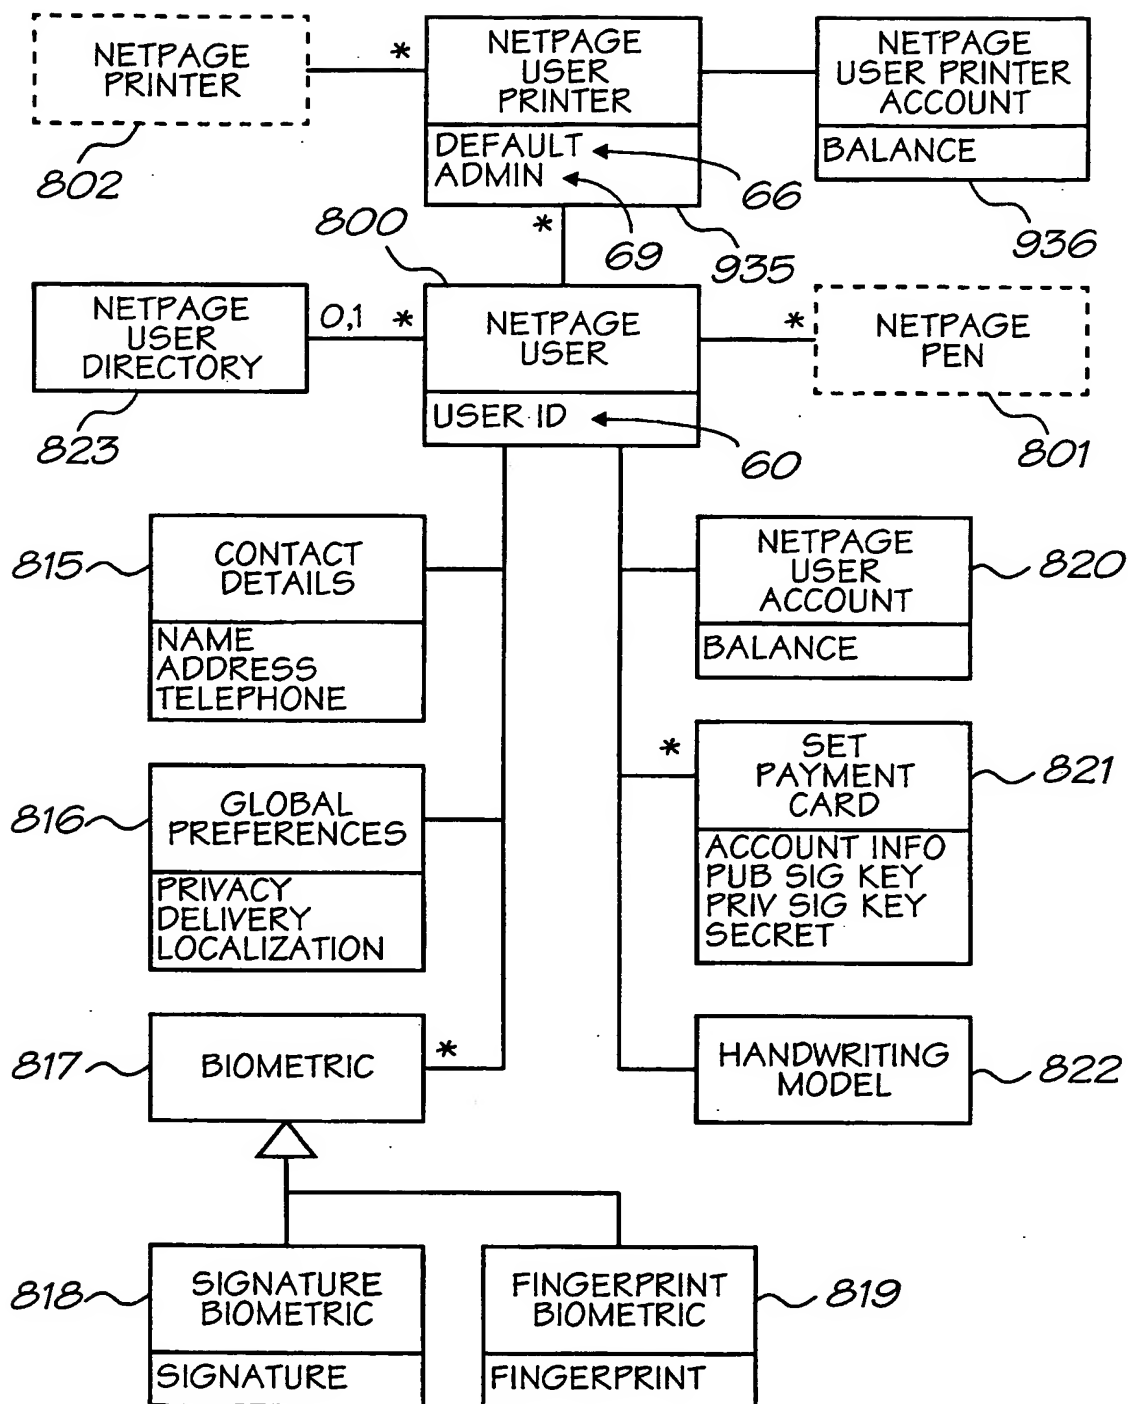 NETPAGE
PRINTER
802
*
NETPAGE
USER
PRINTER
DEFAULT
ADMIN
66
69
935
NETPAGE
USER PRINTER
ACCOUNT
BALANCE
936
*
800
NETPAGE
USER
DIRECTORY
823
0,1
*
NETPAGE
USER
USER ID
60
*
NETPAGE
PEN
801
815
CONTACT
DETAILS
NAME
ADDRESS
TELEPHONE
NETPAGE
USER
ACCOUNT
BALANCE
820
816
GLOBAL
PREFERENCES
PRIVACY
DELIVERY
LOCALIZATION
*
SET
PAYMENT
CARD
ACCOUNT INFO
PUB SIG KEY
PRIV SIG KEY
SECRET
821
817
BIOMETRIC
*
HANDWRITING
MODEL
822
818
SIGNATURE
BIOMETRIC
SIGNATURE
FINGERPRINT
BIOMETRIC
FINGERPRINT
819